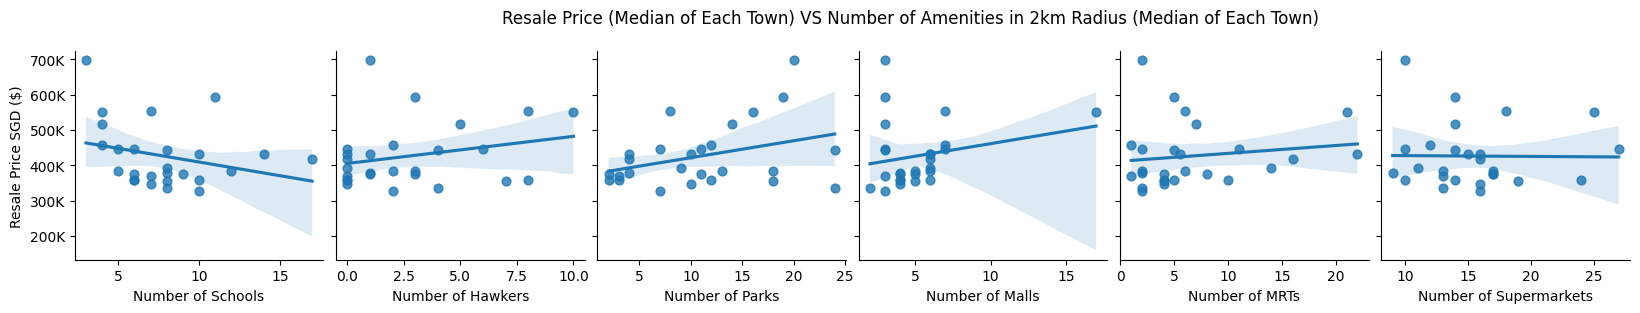 Resale Price (Median of Each Town) VS Number of Amenities in 2km Radius (Median of Each Town)
Resale Price SGD ($)
700K
600K
500K
400K
300K
200K
5 10 15
Number of Schools
0.0 2.5 5.0 7.5 10.0
Number of Hawkers
5 10 15 20 25
Number of Parks
5 10 15
Number of Malls
0 5 10 15 20
Number of MRTs
10 15 20 25
Number of Supermarkets